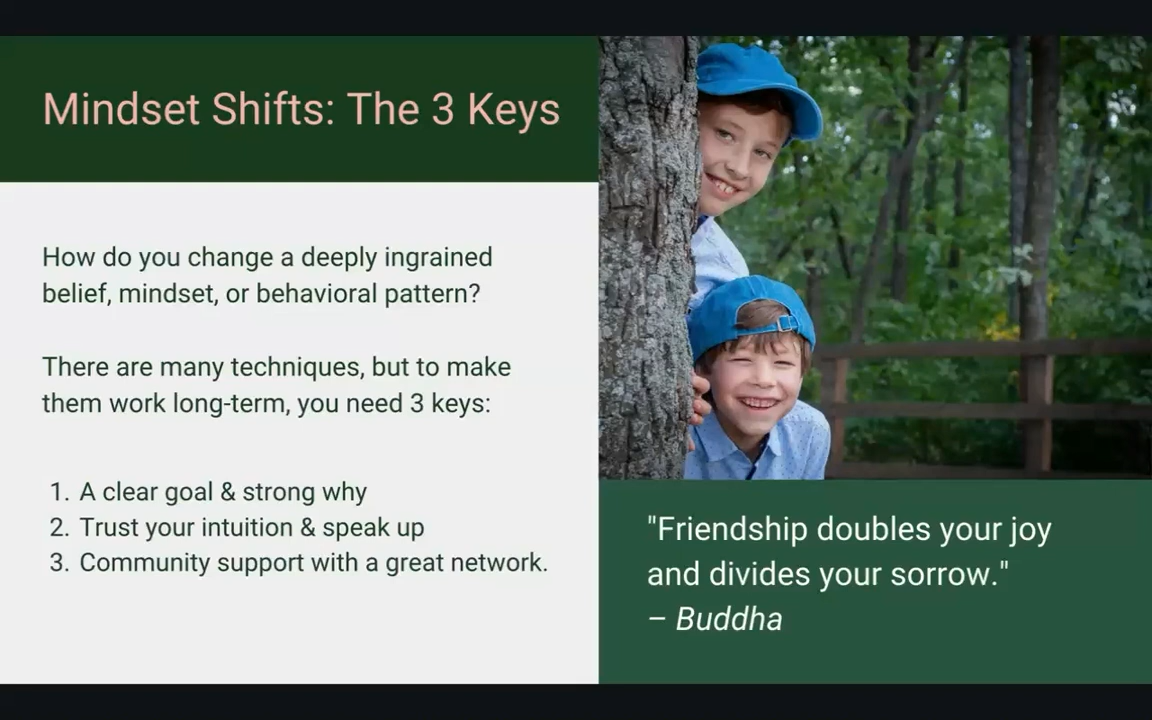 Mindset Shifts: The 3 Keys
How do you change a deeply ingrained
belief, mindset, or behavioral pattern?
There are many techniques, but to make
them work long-term, you need 3 keys:
1. A clear goal & strong why
2. Trust your intuition & speak up
3. Community support with a great network.
"Friendship doubles your joy
and divides your sorrow."
– Buddha